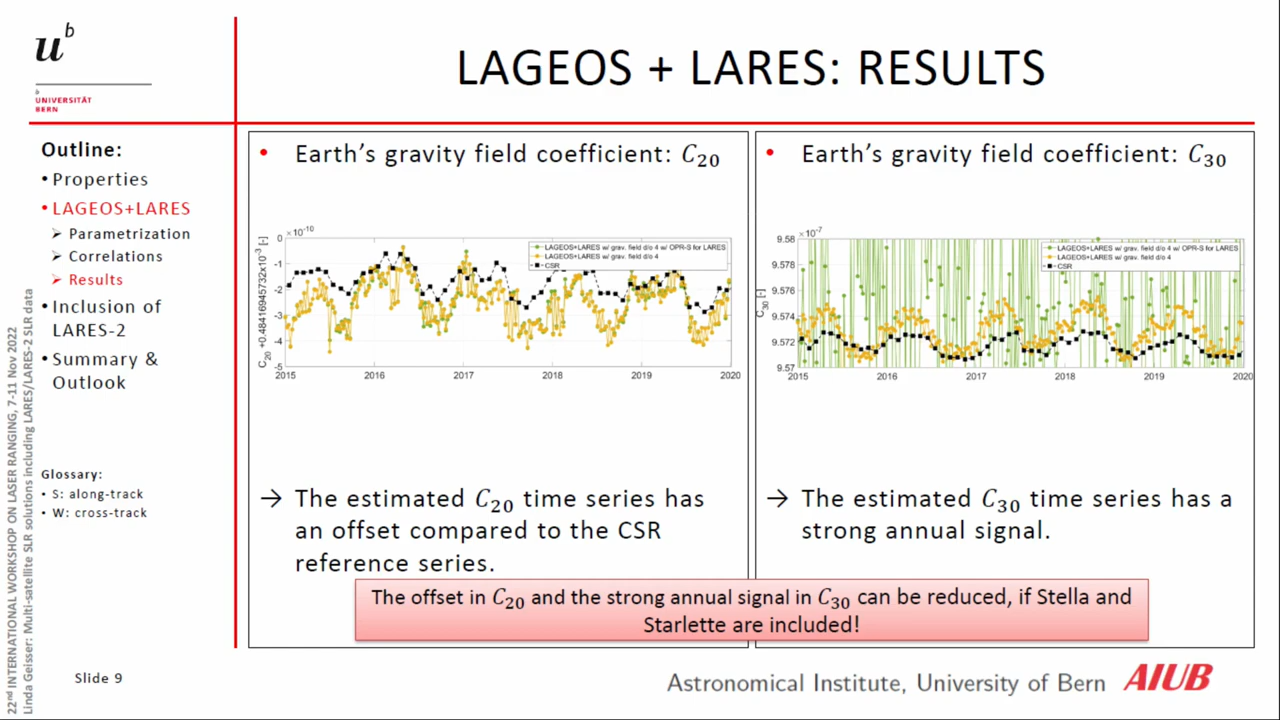 u^b
b
UNIVERSITÄT
BERN
LAGEOS + LARES: RESULTS
Outline:
• Properties
• LAGEOS+LARES
➢ Parametrization
➢ Correlations
➢ Results
• Inclusion of
LARES-2
• Summary &
Outlook
Glossary:
• S: along-track
• W: cross-track
22nd INTERNATIONAL WORKSHOP ON LASER RANGING, 7-11 Nov 2022
Linda Geisser: Multi-satellite SLR solutions including LARES/LARES-2 SLR data
• Earth's gravity field coefficient: C20
×10^-10
C20 +0.484169457 32x10^-3 [-]
0
-1
-2
-3
-4
-5
2015 2016 2017 2018 2019 2020
LAGEOS+LARES w/ grav. field d/o 4 w/ OPR-S for LARES
LAGEOS+LARES w/ grav. field d/o 4
CSR
→ The estimated C20 time series has
an offset compared to the CSR
reference series.
• Earth's gravity field coefficient: C30
×10^-7
C30 [-]
9.58
9.578
9.576
9.574
9.572
9.57
2015 2016 2017 2018 2019 2020
LAGEOS+LARES w/ grav. field d/o 4 w/ OPR-S for LARES
LAGEOS+LARES w/ grav. field d/o 4
CSR
→ The estimated C30 time series has a
strong annual signal.
The offset in C20 and the strong annual signal in C30 can be reduced, if Stella and
Starlette are included!
Slide 9
Astronomical Institute, University of Bern AIUB